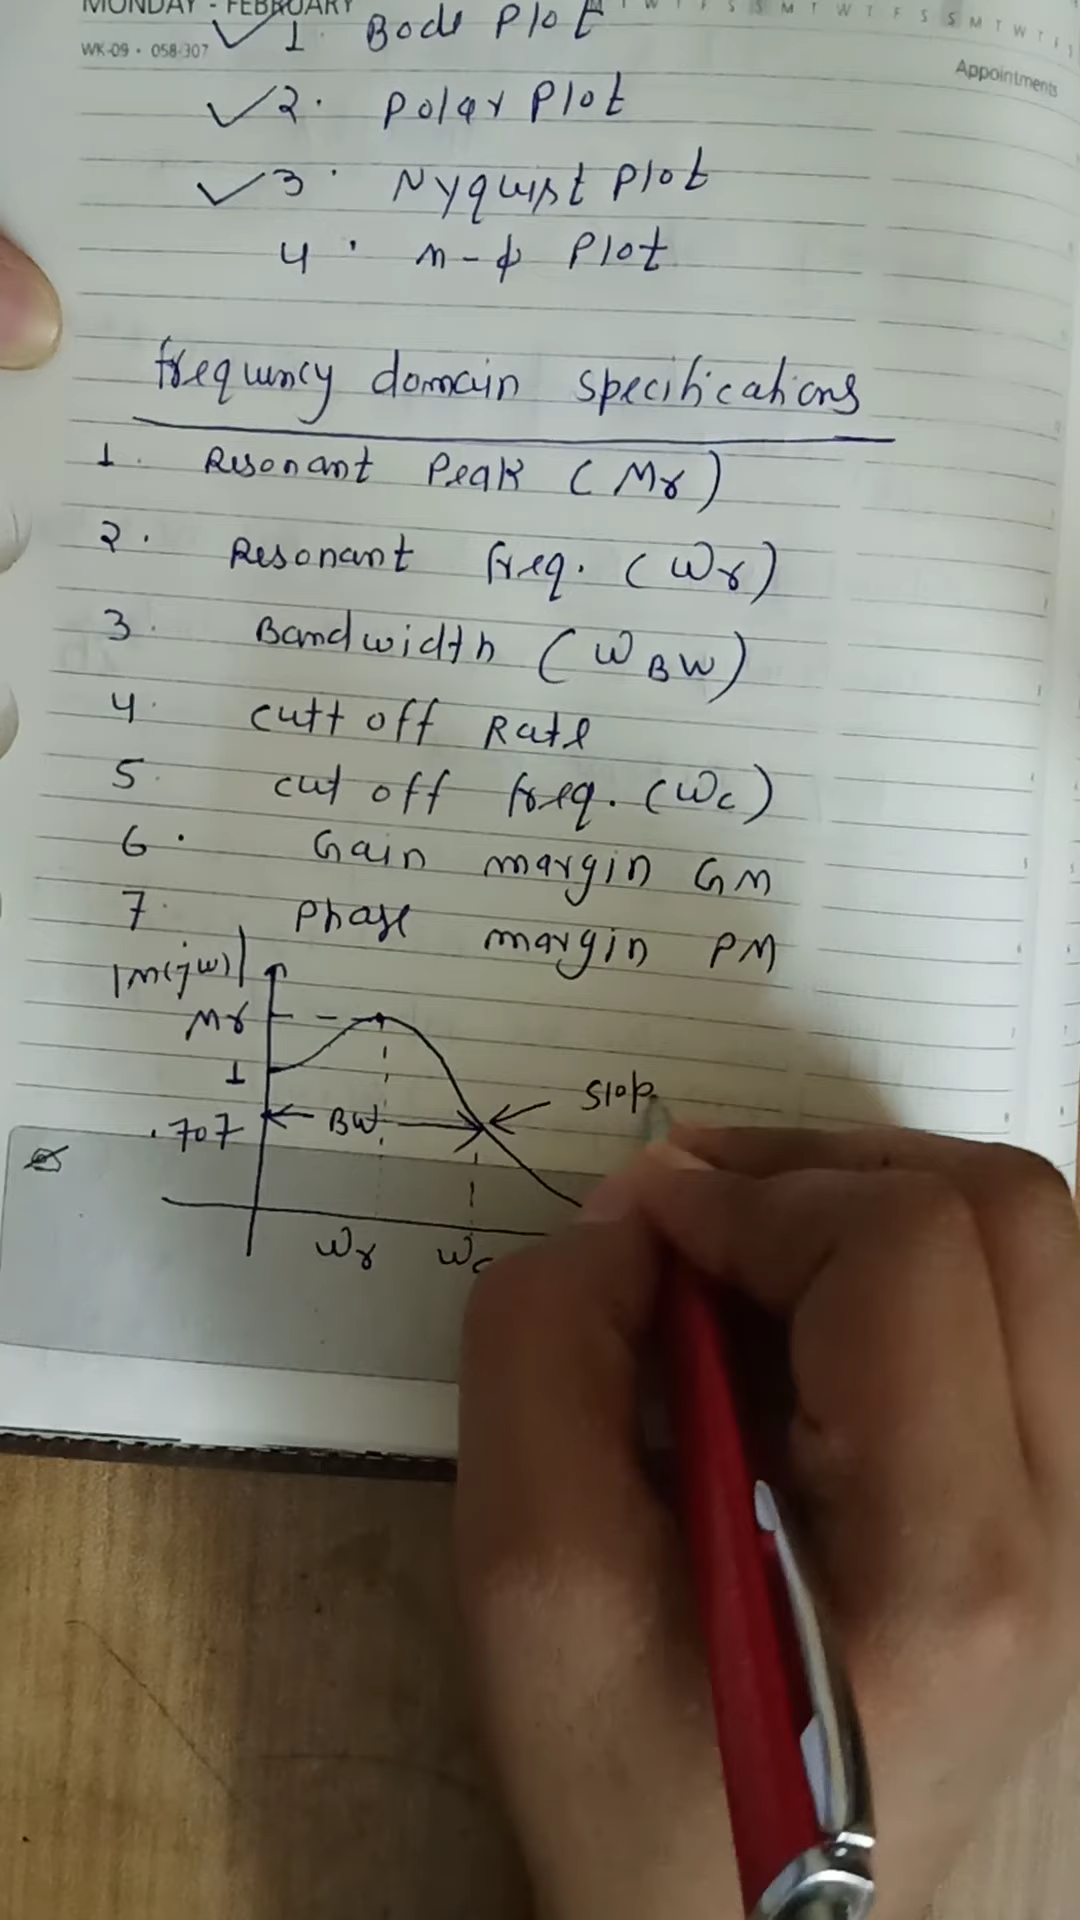 MONDAY - FEBRUARY
WK-09 • 058-307
Appointments
1. Bode Plot
2. Polar Plot
3. Nyquist Plot
4. m-φ Plot
frequency domain specifications
1. Resonant Peak (Mr)
2. Resonant freq. (ωr)
3. Bandwidth (ωBW)
4. Cutt off Rate
5. Cut off freq. (ωc)
6. Gain margin GM
7. Phase margin PM
|M(jω)|
Mr
1
.707
BW
Slop
ωr ωc